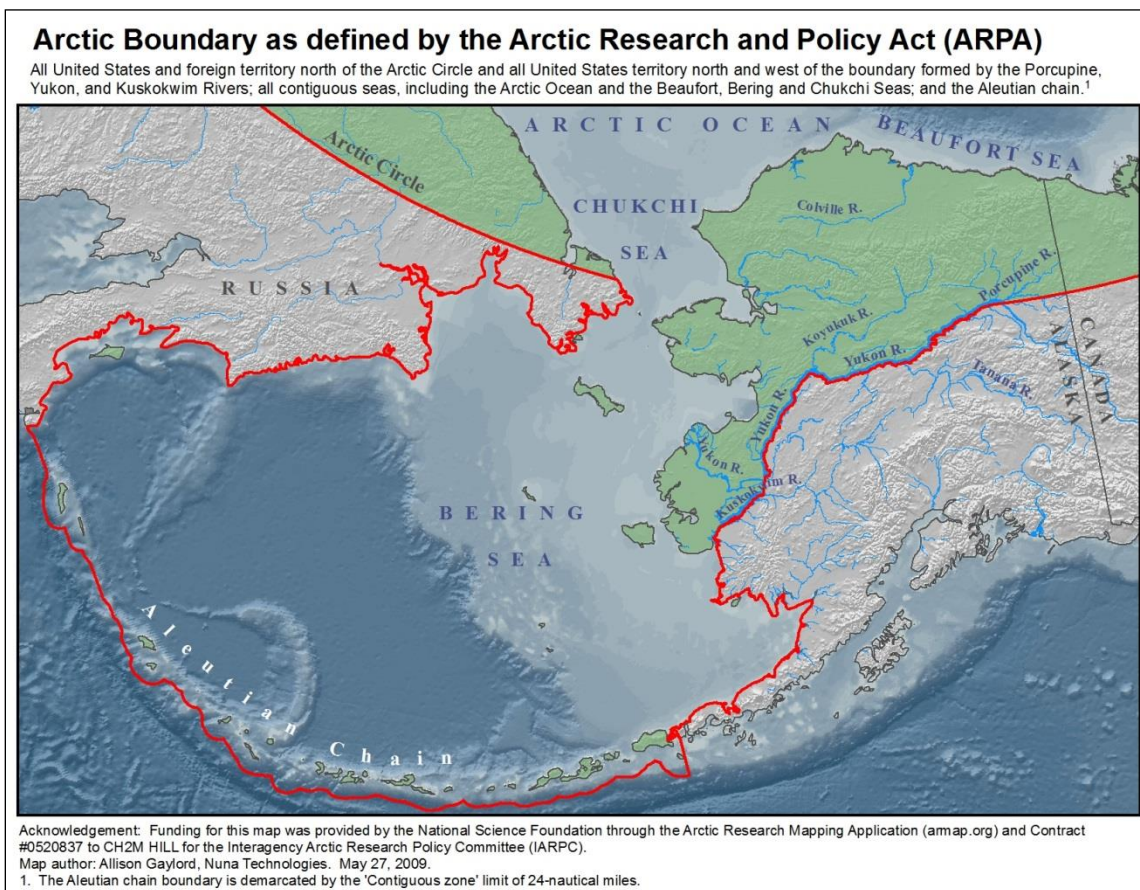 Arctic Boundary as defined by the Arctic Research and Policy Act (ARPA)
All United States and foreign territory north of the Arctic Circle and all United States territory north and west of the boundary formed by the Porcupine,
Yukon, and Kuskokwim Rivers; all contiguous seas, including the Arctic Ocean and the Beaufort, Bering and Chukchi Seas; and the Aleutian chain.1
ARCTIC OCEAN
BEAUFORT SEA
Arctic Circle
CHUKCHI
SEA
Colville R.
RUSSIA
Porcupine R.
Koyukuk R.
Yukon R.
CANADA
ALASKA
Tanana R.
Yukon R.
Yukon R.
Kuskokwim R.
BERING
SEA
Aleutian Chain
Acknowledgement: Funding for this map was provided by the National Science Foundation through the Arctic Research Mapping Application (armap.org) and Contract
#0520837 to CH2M HILL for the Interagency Arctic Research Policy Committee (IARPC).
Map author: Allison Gaylord, Nuna Technologies. May 27, 2009.
1. The Aleutian chain boundary is demarcated by the 'Contiguous zone' limit of 24-nautical miles.